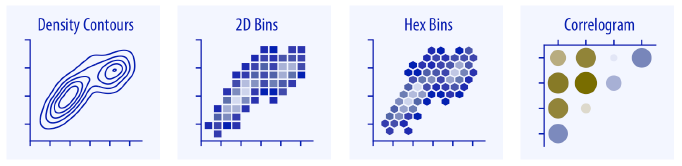 Density Contours
2D Bins
Hex Bins
Correlogram